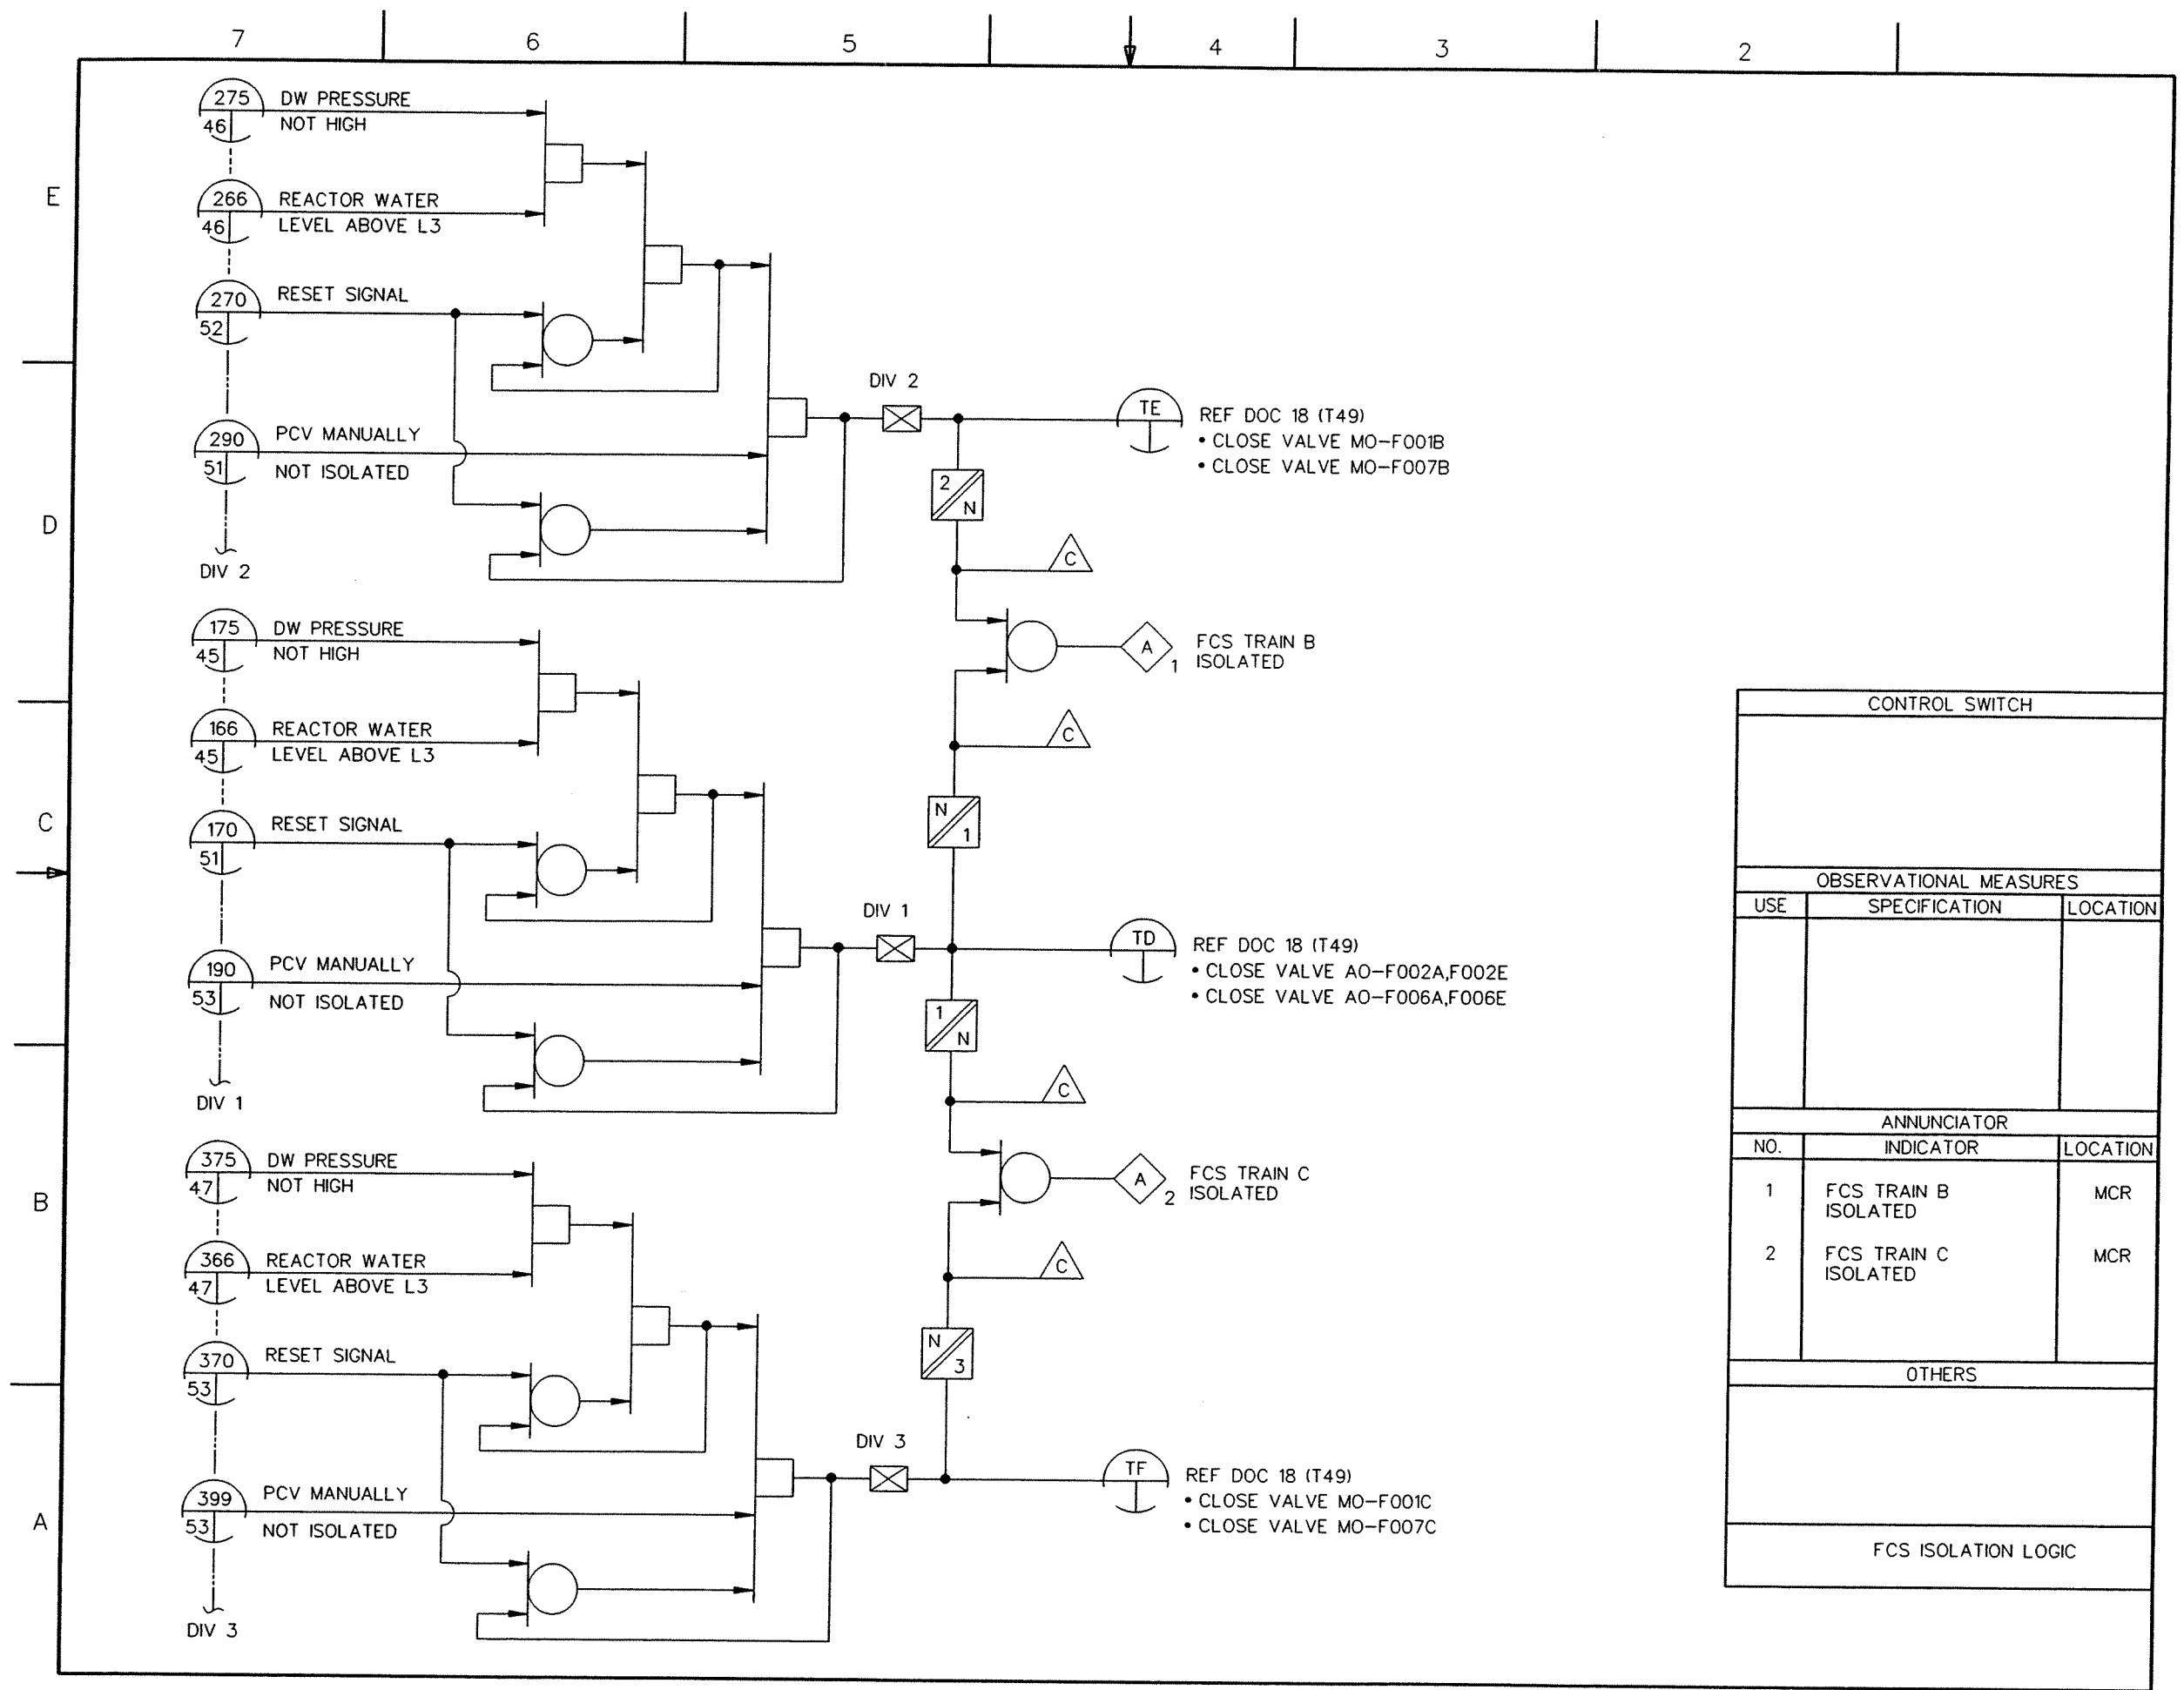 7 6 5 4 3 2
E
D
C
B
A
275
46
DW PRESSURE
NOT HIGH
266
46
REACTOR WATER
LEVEL ABOVE L3
270
52
RESET SIGNAL
290
51
PCV MANUALLY
NOT ISOLATED
DIV 2
DIV 2
TE
REF DOC 18 (T49)
• CLOSE VALVE MO-F001B
• CLOSE VALVE MO-F007B
2
N
C
A
1
FCS TRAIN B
ISOLATED
C
N
1
175
45
DW PRESSURE
NOT HIGH
166
45
REACTOR WATER
LEVEL ABOVE L3
170
51
RESET SIGNAL
190
53
PCV MANUALLY
NOT ISOLATED
DIV 1
DIV 1
TD
REF DOC 18 (T49)
• CLOSE VALVE AO-F002A,F002E
• CLOSE VALVE AO-F006A,F006E
1
N
C
A
2
FCS TRAIN C
ISOLATED
C
N
3
375
47
DW PRESSURE
NOT HIGH
366
47
REACTOR WATER
LEVEL ABOVE L3
370
53
RESET SIGNAL
399
53
PCV MANUALLY
NOT ISOLATED
DIV 3
DIV 3
TF
REF DOC 18 (T49)
• CLOSE VALVE MO-F001C
• CLOSE VALVE MO-F007C
CONTROL SWITCH
OBSERVATIONAL MEASURES
USE SPECIFICATION LOCATION
ANNUNCIATOR
NO. INDICATOR LOCATION
1 FCS TRAIN B MCR
ISOLATED
2 FCS TRAIN C MCR
ISOLATED
OTHERS
FCS ISOLATION LOGIC